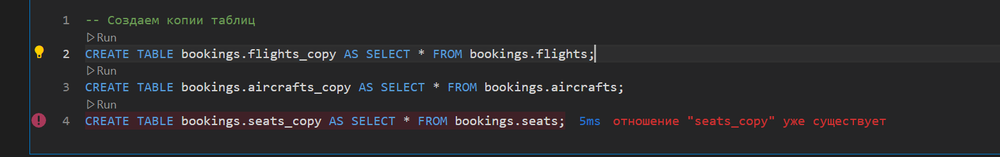 1 -- Создаем копии таблиц
Run
2 CREATE TABLE bookings.flights_copy AS SELECT * FROM bookings.flights;
Run
3 CREATE TABLE bookings.aircrafts_copy AS SELECT * FROM bookings.aircrafts;
Run
4 CREATE TABLE bookings.seats_copy AS SELECT * FROM bookings.seats; 5ms отношение "seats_copy" уже существует